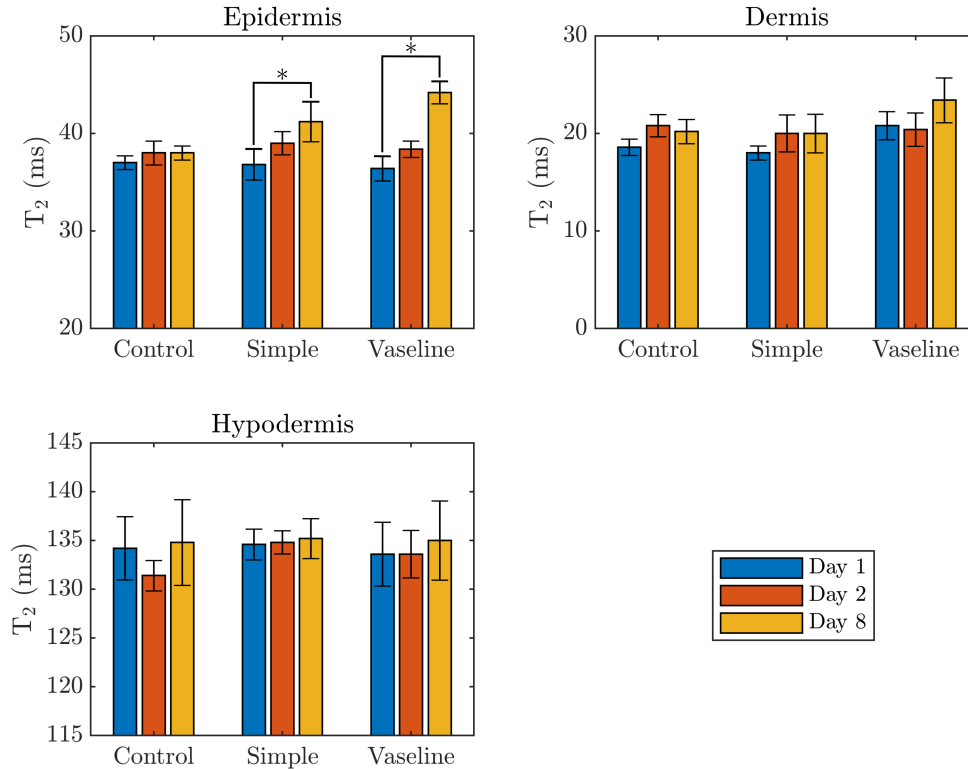 Epidermis
50
40
30
20
T₂ (ms)
*
*
Control Simple Vaseline
Dermis
30
20
10
0
T₂ (ms)
Control Simple Vaseline
Hypodermis
145
140
135
130
125
120
115
T₂ (ms)
Control Simple Vaseline
Day 1
Day 2
Day 8